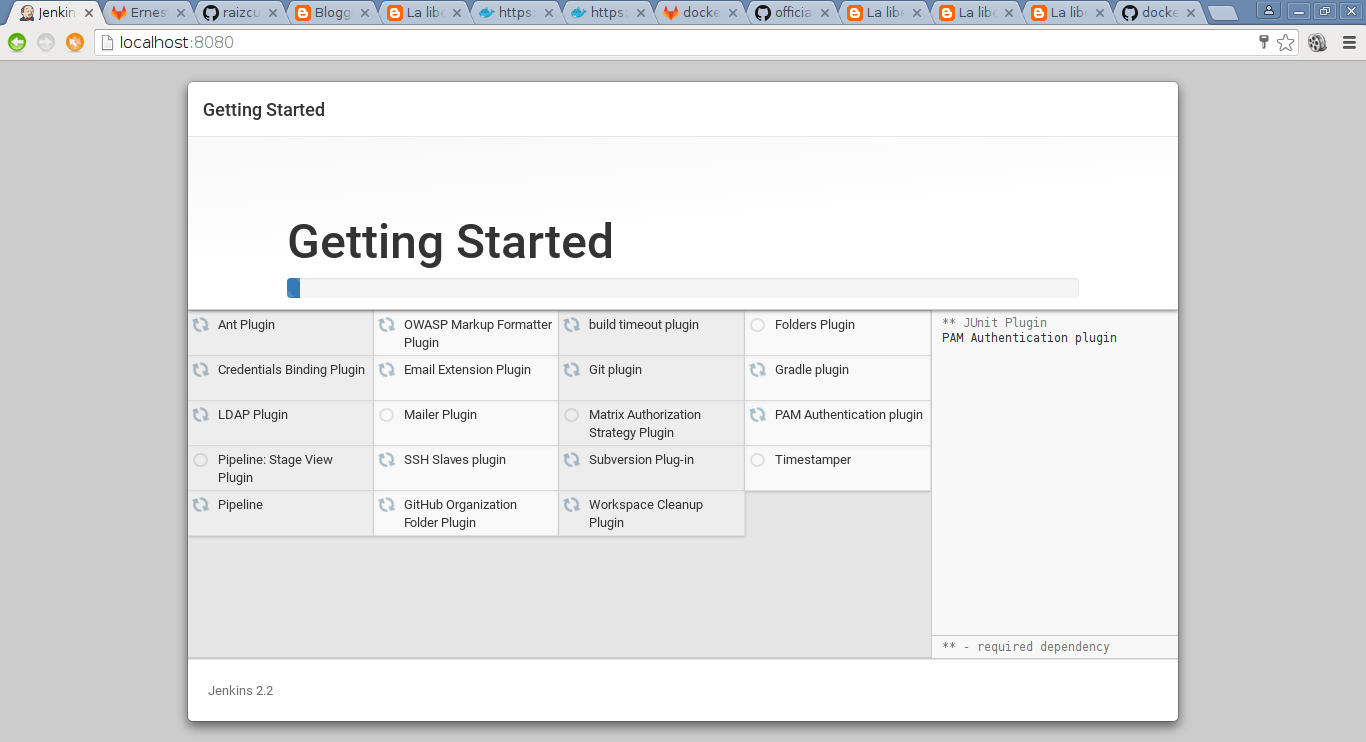 Jenkin
Ernes
raizcu
Blogg
La libe
https:
https:
docke
officia
La libe
La libe
La libe
docke
localhost:8080
Getting Started
Getting Started
Ant Plugin
OWASP Markup Formatter
Plugin
build timeout plugin
Folders Plugin
Credentials Binding Plugin
Email Extension Plugin
Git plugin
Gradle plugin
LDAP Plugin
Mailer Plugin
Matrix Authorization
Strategy Plugin
PAM Authentication plugin
Pipeline: Stage View
Plugin
SSH Slaves plugin
Subversion Plug-in
Timestamper
Pipeline
GitHub Organization
Folder Plugin
Workspace Cleanup
Plugin
** JUnit Plugin
PAM Authentication plugin
** - required dependency
Jenkins 2.2